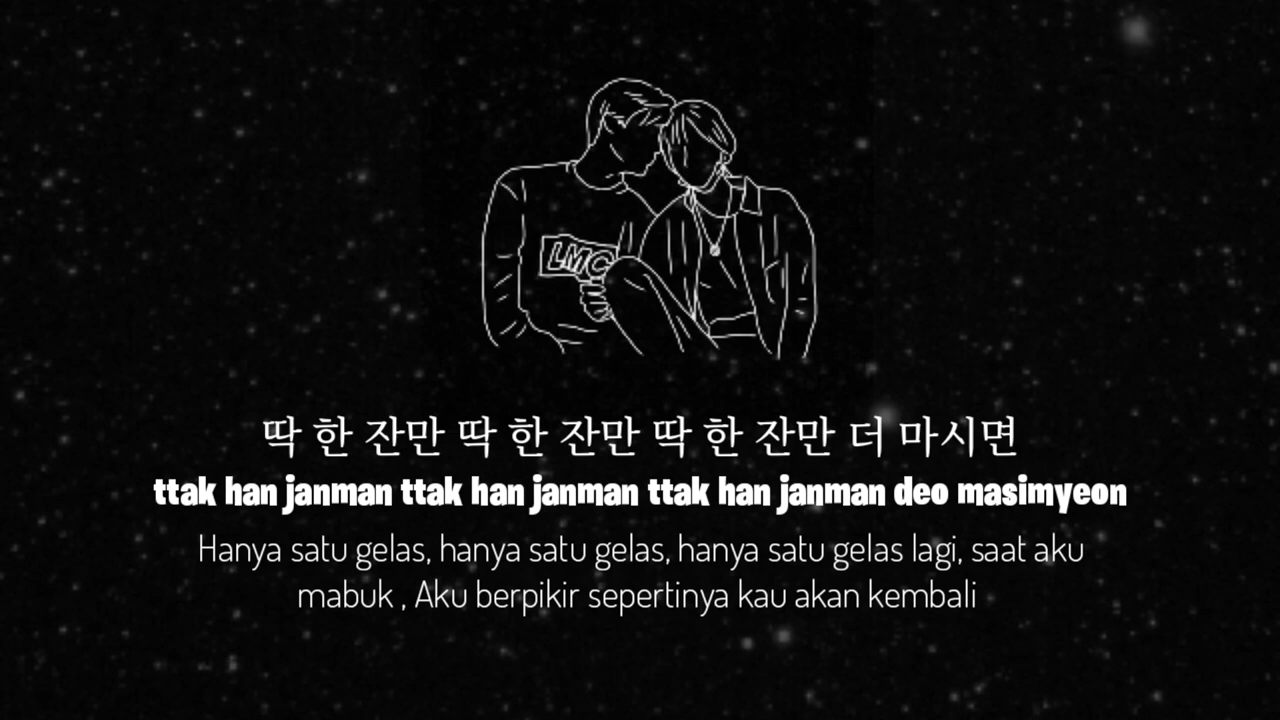 LMC
딱 한 잔만 딱 한 잔만 딱 한 잔만 더 마시면
ttak han janman ttak han janman ttak han janman deo masimyeon
Hanya satu gelas, hanya satu gelas, hanya satu gelas lagi, saat aku
mabuk , Aku berpikir sepertinya kau akan kembali